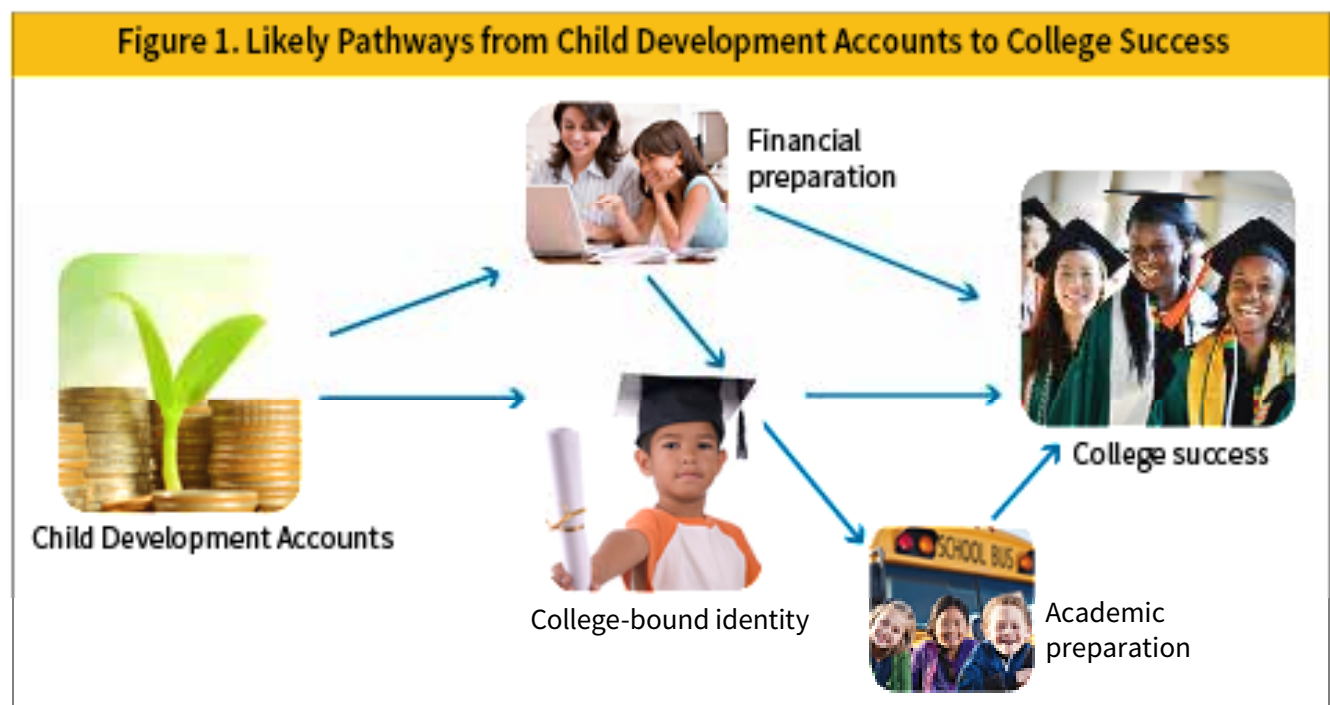 Figure 1. Likely Pathways from Child Development Accounts to College Success
Financial
preparation
College success
Child Development Accounts
SCHOOL BUS
College-bound identity
Academic
preparation